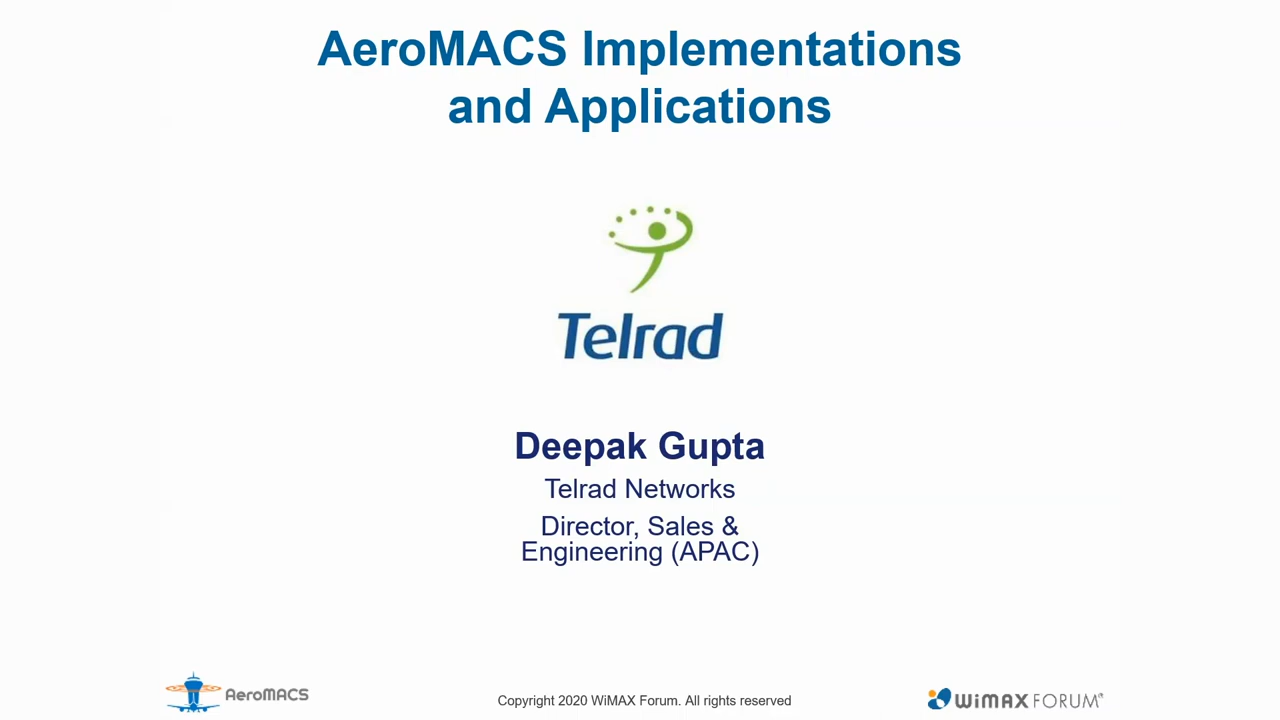 AeroMACS Implementations
and Applications
Telrad
Deepak Gupta
Telrad Networks
Director, Sales &
Engineering (APAC)
AeroMACS
Copyright 2020 WiMAX Forum. All rights reserved
WiMAX FORUM